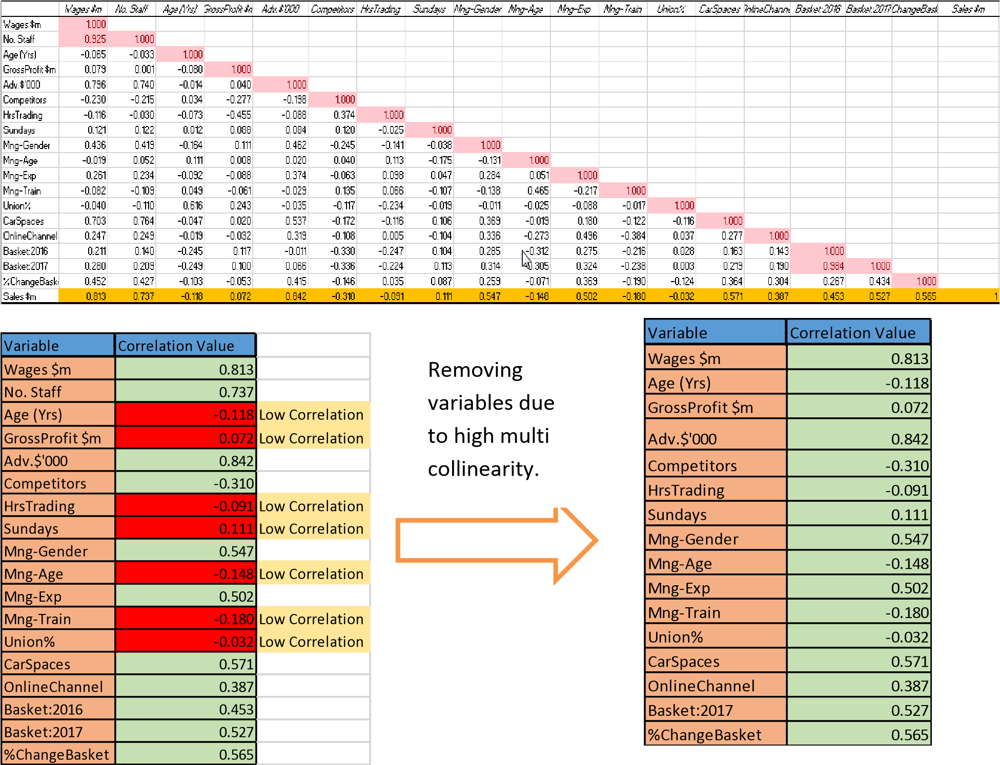 Wages $m No. Staff Age (Yrs) GrossProfit $m Adv.$'000 Competitors HrsTrading Sundays Mng-Gender Mng-Age Mng-Exp Mng-Train Union% CarSpaces OnlineChann Basket:2016 Basket:2017 %ChangeBask Sales $m
Wages $m 1.000
No. Staff 0.925 1.000
Age (Yrs) -0.065 -0.033 1.000
GrossProfit $m 0.079 0.001 -0.080 1.000
Adv.$'000 0.796 0.740 -0.014 0.040 1.000
Competitors -0.230 -0.215 0.034 -0.277 -0.198 1.000
HrsTrading -0.116 -0.030 -0.073 -0.455 -0.088 0.374 1.000
Sundays 0.121 0.122 0.012 0.088 0.084 0.120 -0.025 1.000
Mng-Gender 0.436 0.419 -0.164 0.111 0.462 -0.245 -0.141 -0.038 1.000
Mng-Age -0.019 0.052 0.111 0.008 0.020 0.040 0.113 -0.175 -0.131 1.000
Mng-Exp 0.261 0.234 -0.092 -0.088 0.374 -0.063 0.098 0.047 0.284 0.051 1.000
Mng-Train -0.082 -0.109 0.049 -0.061 -0.029 0.135 0.066 -0.107 -0.138 0.465 -0.217 1.000
Union% -0.040 -0.110 0.616 0.243 -0.035 -0.117 -0.234 -0.019 -0.011 -0.025 -0.088 -0.017 1.000
CarSpaces 0.703 0.764 -0.047 0.020 0.537 -0.172 -0.116 0.106 0.369 -0.019 0.180 -0.122 -0.116 1.000
OnlineChannel 0.247 0.249 -0.019 -0.032 0.319 -0.108 0.005 -0.104 0.336 -0.273 0.496 -0.384 0.037 0.277 1.000
Basket:2016 0.211 0.140 -0.245 0.117 -0.011 -0.330 -0.247 0.104 0.285 -0.312 0.275 -0.216 0.028 0.163 0.143 1.000
Basket:2017 0.280 0.209 -0.249 0.100 0.066 -0.336 -0.224 0.113 0.314 -0.305 0.324 -0.238 0.003 0.219 0.190 0.984 1.000
%ChangeBask 0.452 0.427 -0.103 -0.053 0.415 -0.146 0.035 0.087 0.259 -0.071 0.369 -0.190 -0.124 0.364 0.304 0.267 0.434 1.000
Sales $m 0.813 0.737 -0.118 0.072 0.842 -0.310 -0.091 0.111 0.547 -0.148 0.502 -0.180 -0.032 0.571 0.387 0.453 0.527 0.565 1
Variable Correlation Value
Wages $m 0.813
No. Staff 0.737
Age (Yrs) -0.118 Low Correlation
GrossProfit $m 0.072 Low Correlation
Adv.$'000 0.842
Competitors -0.310
HrsTrading -0.091 Low Correlation
Sundays 0.111 Low Correlation
Mng-Gender 0.547
Mng-Age -0.148 Low Correlation
Mng-Exp 0.502
Mng-Train -0.180 Low Correlation
Union% -0.032 Low Correlation
CarSpaces 0.571
OnlineChannel 0.387
Basket:2016 0.453
Basket:2017 0.527
%ChangeBasket 0.565
Removing
variables due
to high multi
collinearity.
Variable Correlation Value
Wages $m 0.813
Age (Yrs) -0.118
GrossProfit $m 0.072
Adv.$'000 0.842
Competitors -0.310
HrsTrading -0.091
Sundays 0.111
Mng-Gender 0.547
Mng-Age -0.148
Mng-Exp 0.502
Mng-Train -0.180
Union% -0.032
CarSpaces 0.571
OnlineChannel 0.387
Basket:2017 0.527
%ChangeBasket 0.565